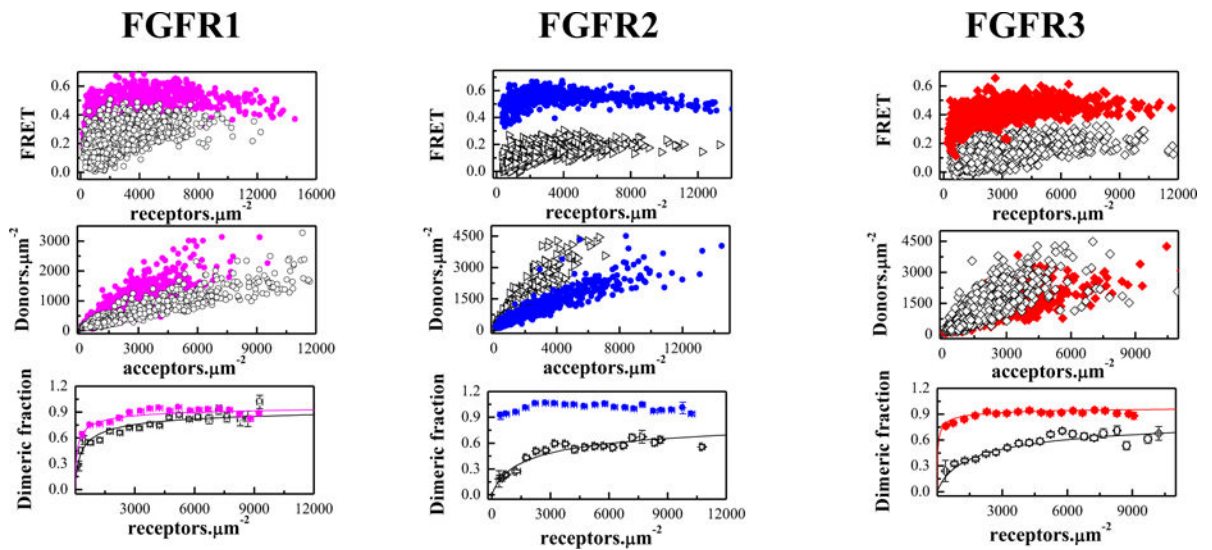 FGFR1
FGFR2
FGFR3
FRET
0.6
0.4
0.2
0.0
0 4000 8000 12000 16000
receptors.μm-2
FRET
0.6
0.4
0.2
0.0
0 4000 8000 12000
receptors.μm-2
FRET
0.6
0.4
0.2
0.0
0 3000 6000 9000 12000
receptors.μm-2
Donors.μm-2
3000
2000
1000
0
0 3000 6000 9000 12000
acceptors.μm-2
Donors.μm-2
4500
3000
1500
0
0 4000 8000 12000
acceptors.μm-2
Donors.μm-2
4500
3000
1500
0
0 3000 6000 9000
acceptors.μm-2
Dimeric fraction
1.2
0.9
0.6
0.3
0.0
3000 6000 9000 12000
receptors.μm-2
Dimeric fraction
1.2
0.9
0.6
0.3
0.0
0 3000 6000 9000 12000
receptors.μm-2
Dimeric fraction
1.2
0.9
0.6
0.3
0.0
0 3000 6000 9000
receptors.μm-2